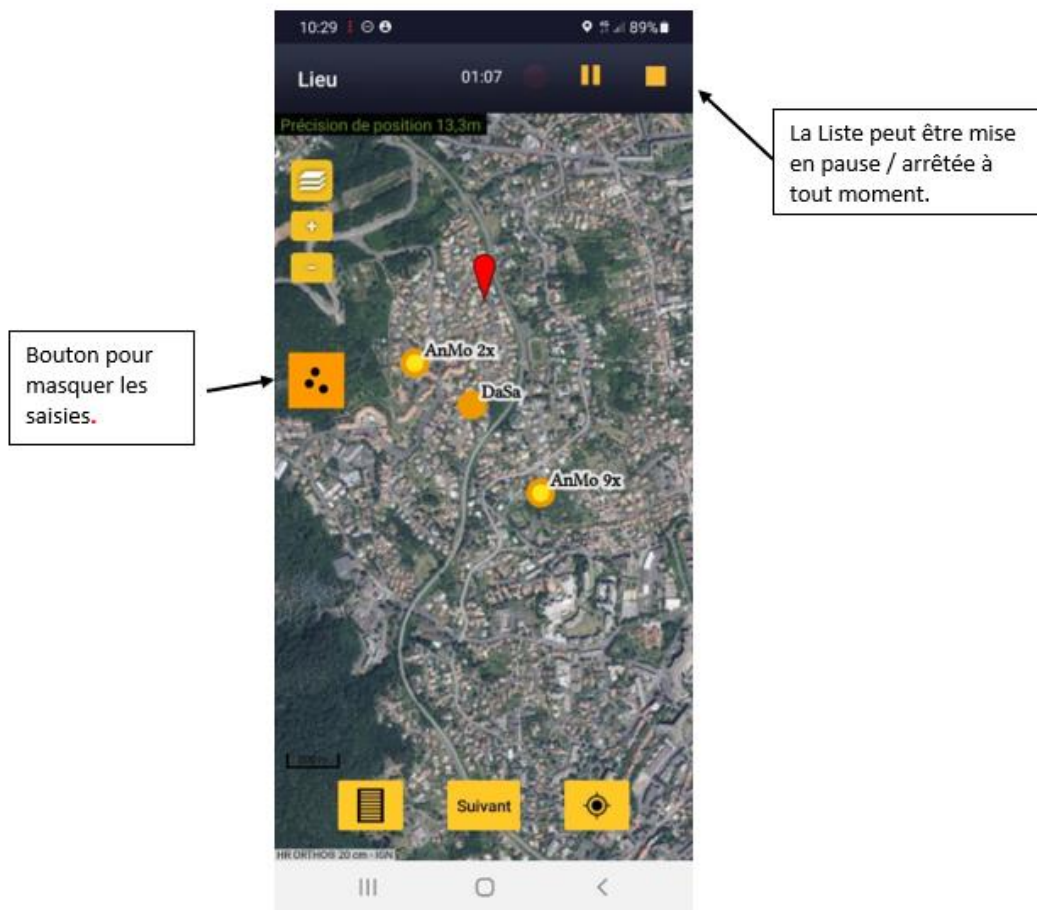 10:29 89%
Lieu 01:07
Précision de position 13,3m
La Liste peut être mise
en pause / arrêtée à
tout moment.
+
-
Bouton pour
masquer les
saisies.
AnMo 2x
DaSa
AnMo 9x
Suivant
HR ORTHOS 20 cm - IGN